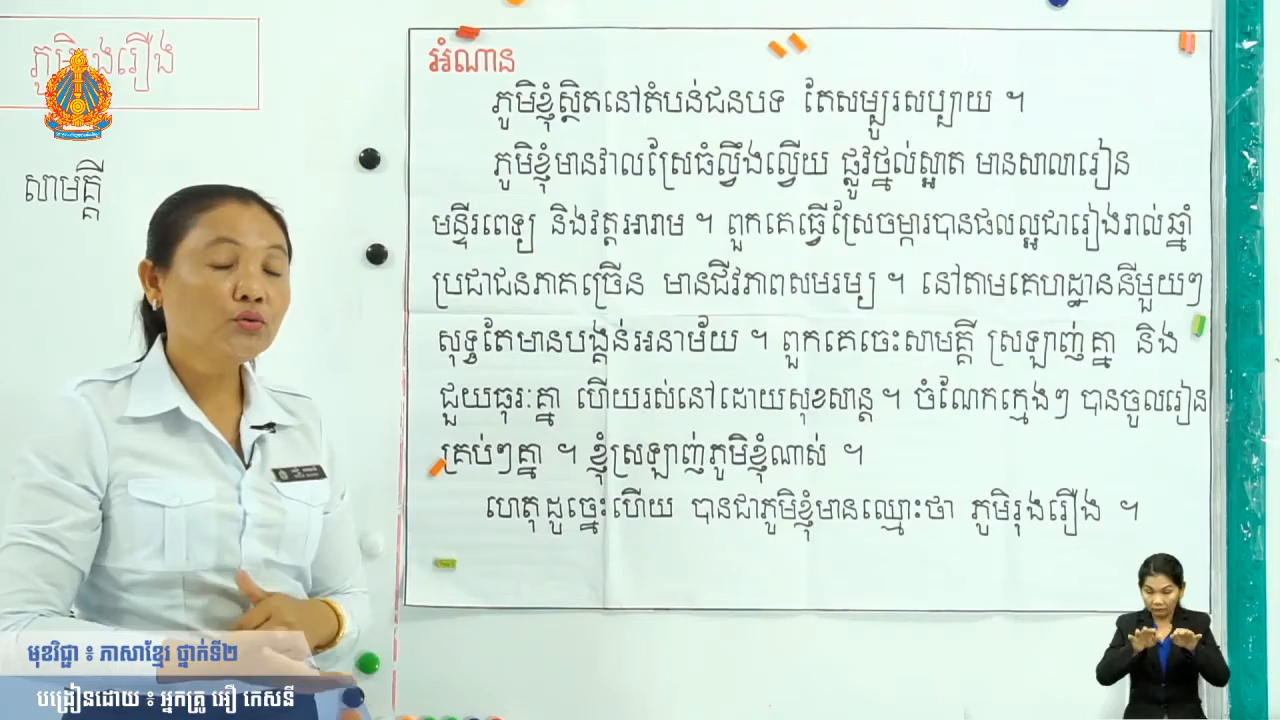 ភូមិរុងរឿង
សាមគ្គី
អំណាន
ភូមិខ្ញុំស្ថិតនៅតំបន់ជនបទ តែសម្បូរសប្បាយ ។
ភូមិខ្ញុំមានវាលស្រែធំល្វឹងល្វើយ ផ្លូវថ្នល់ស្អាត មានសាលារៀន
មន្ទីរពេទ្យ និងវត្តអារាម ។ ពួកគេធ្វើស្រែចម្ការបានផលល្អជារៀងរាល់ឆ្នាំ
ប្រជាជនភាគច្រើន មានជីវភាពសមរម្យ ។ នៅតាមគេហដ្ឋាននីមួយៗ
សុទ្ធតែមានបង្គន់អនាម័យ ។ ពួកគេចេះសាមគ្គី ស្រឡាញ់គ្នា និង
ជួយធុរៈគ្នា ហើយរស់នៅដោយសុខសាន្ត ។ ចំណែកក្មេងៗ បានចូលរៀន
គ្រប់ៗគ្នា ។ ខ្ញុំស្រឡាញ់ភូមិខ្ញុំណាស់ ។
ហេតុដូច្នេះហើយ បានជាភូមិខ្ញុំមានឈ្មោះថា ភូមិរុងរឿង ។
មុខវិជ្ជា ៖ ភាសាខ្មែរ ថ្នាក់ទី២
បង្រៀនដោយ ៖ អ្នកគ្រូ អឿ កេសនី